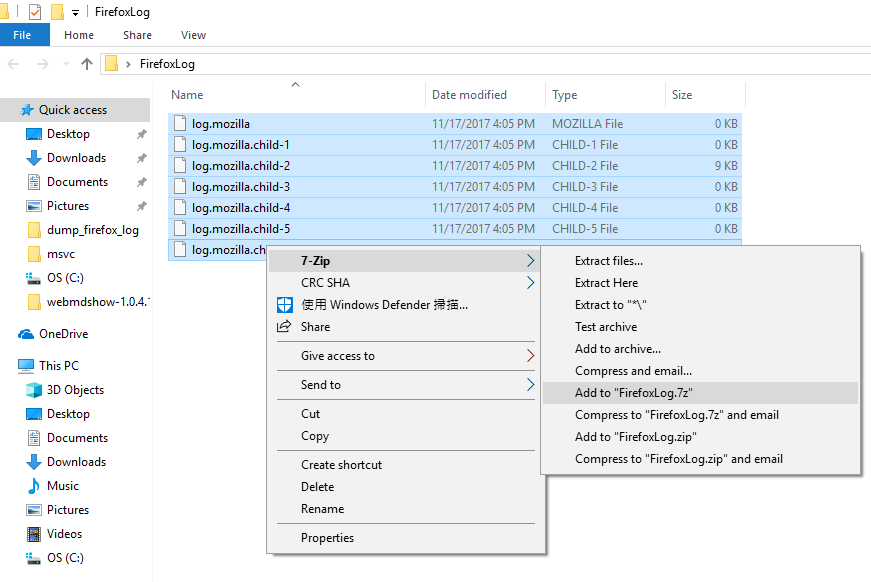 FirefoxLog
File Home Share View
FirefoxLog
Name Date modified Type Size
Quick access
Desktop
Downloads
Documents
Pictures
dump_firefox_log
msvc
OS (C:)
webmdshow-1.0.4.
OneDrive
This PC
3D Objects
Desktop
Documents
Downloads
Music
Pictures
Videos
OS (C:)
log.mozilla 11/17/2017 4:05 PM MOZILLA File 0 KB
log.mozilla.child-1 11/17/2017 4:05 PM CHILD-1 File 0 KB
log.mozilla.child-2 11/17/2017 4:05 PM CHILD-2 File 9 KB
log.mozilla.child-3 11/17/2017 4:05 PM CHILD-3 File 0 KB
log.mozilla.child-4 11/17/2017 4:05 PM CHILD-4 File 0 KB
log.mozilla.child-5 11/17/2017 4:05 PM CHILD-5 File 0 KB
log.mozilla.ch
7-Zip
CRC SHA
使用 Windows Defender 掃描...
Share
Give access to
Send to
Cut
Copy
Create shortcut
Delete
Rename
Properties
Extract files...
Extract Here
Extract to "*\"
Test archive
Add to archive...
Compress and email...
Add to "FirefoxLog.7z"
Compress to "FirefoxLog.7z" and email
Add to "FirefoxLog.zip"
Compress to "FirefoxLog.zip" and email